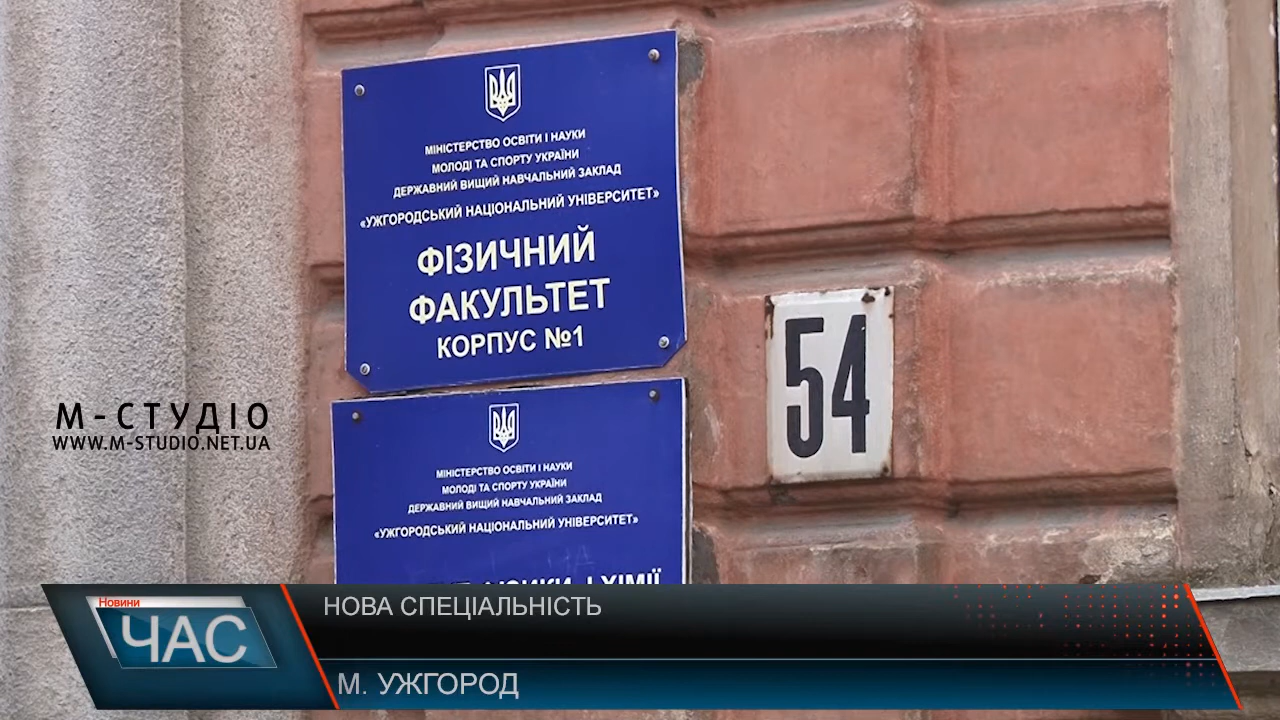 МІНІСТЕРСТВО ОСВІТИ І НАУКИ
МОЛОДІ ТА СПОРТУ УКРАЇНИ
ДЕРЖАВНИЙ ВИЩИЙ НАВЧАЛЬНИЙ ЗАКЛАД
«УЖГОРОДСЬКИЙ НАЦІОНАЛЬНИЙ УНІВЕРСИТЕТ»
ФІЗИЧНИЙ
ФАКУЛЬТЕТ
КОРПУС №1
54
М-СТУДІО
WWW.M-STUDIO.NET.UA
МІНІСТЕРСТВО ОСВІТИ І НАУКИ
МОЛОДІ ТА СПОРТУ УКРАЇНИ
ДЕРЖАВНИЙ ВИЩИЙ НАВЧАЛЬНИЙ ЗАКЛАД
«УЖГОРОДСЬКИЙ НАЦІОНАЛЬНИЙ УНІВЕРСИТЕТ»
І ХІМІЇ
Новини
ЧАС
НОВА СПЕЦІАЛЬНІСТЬ
М. УЖГОРОД